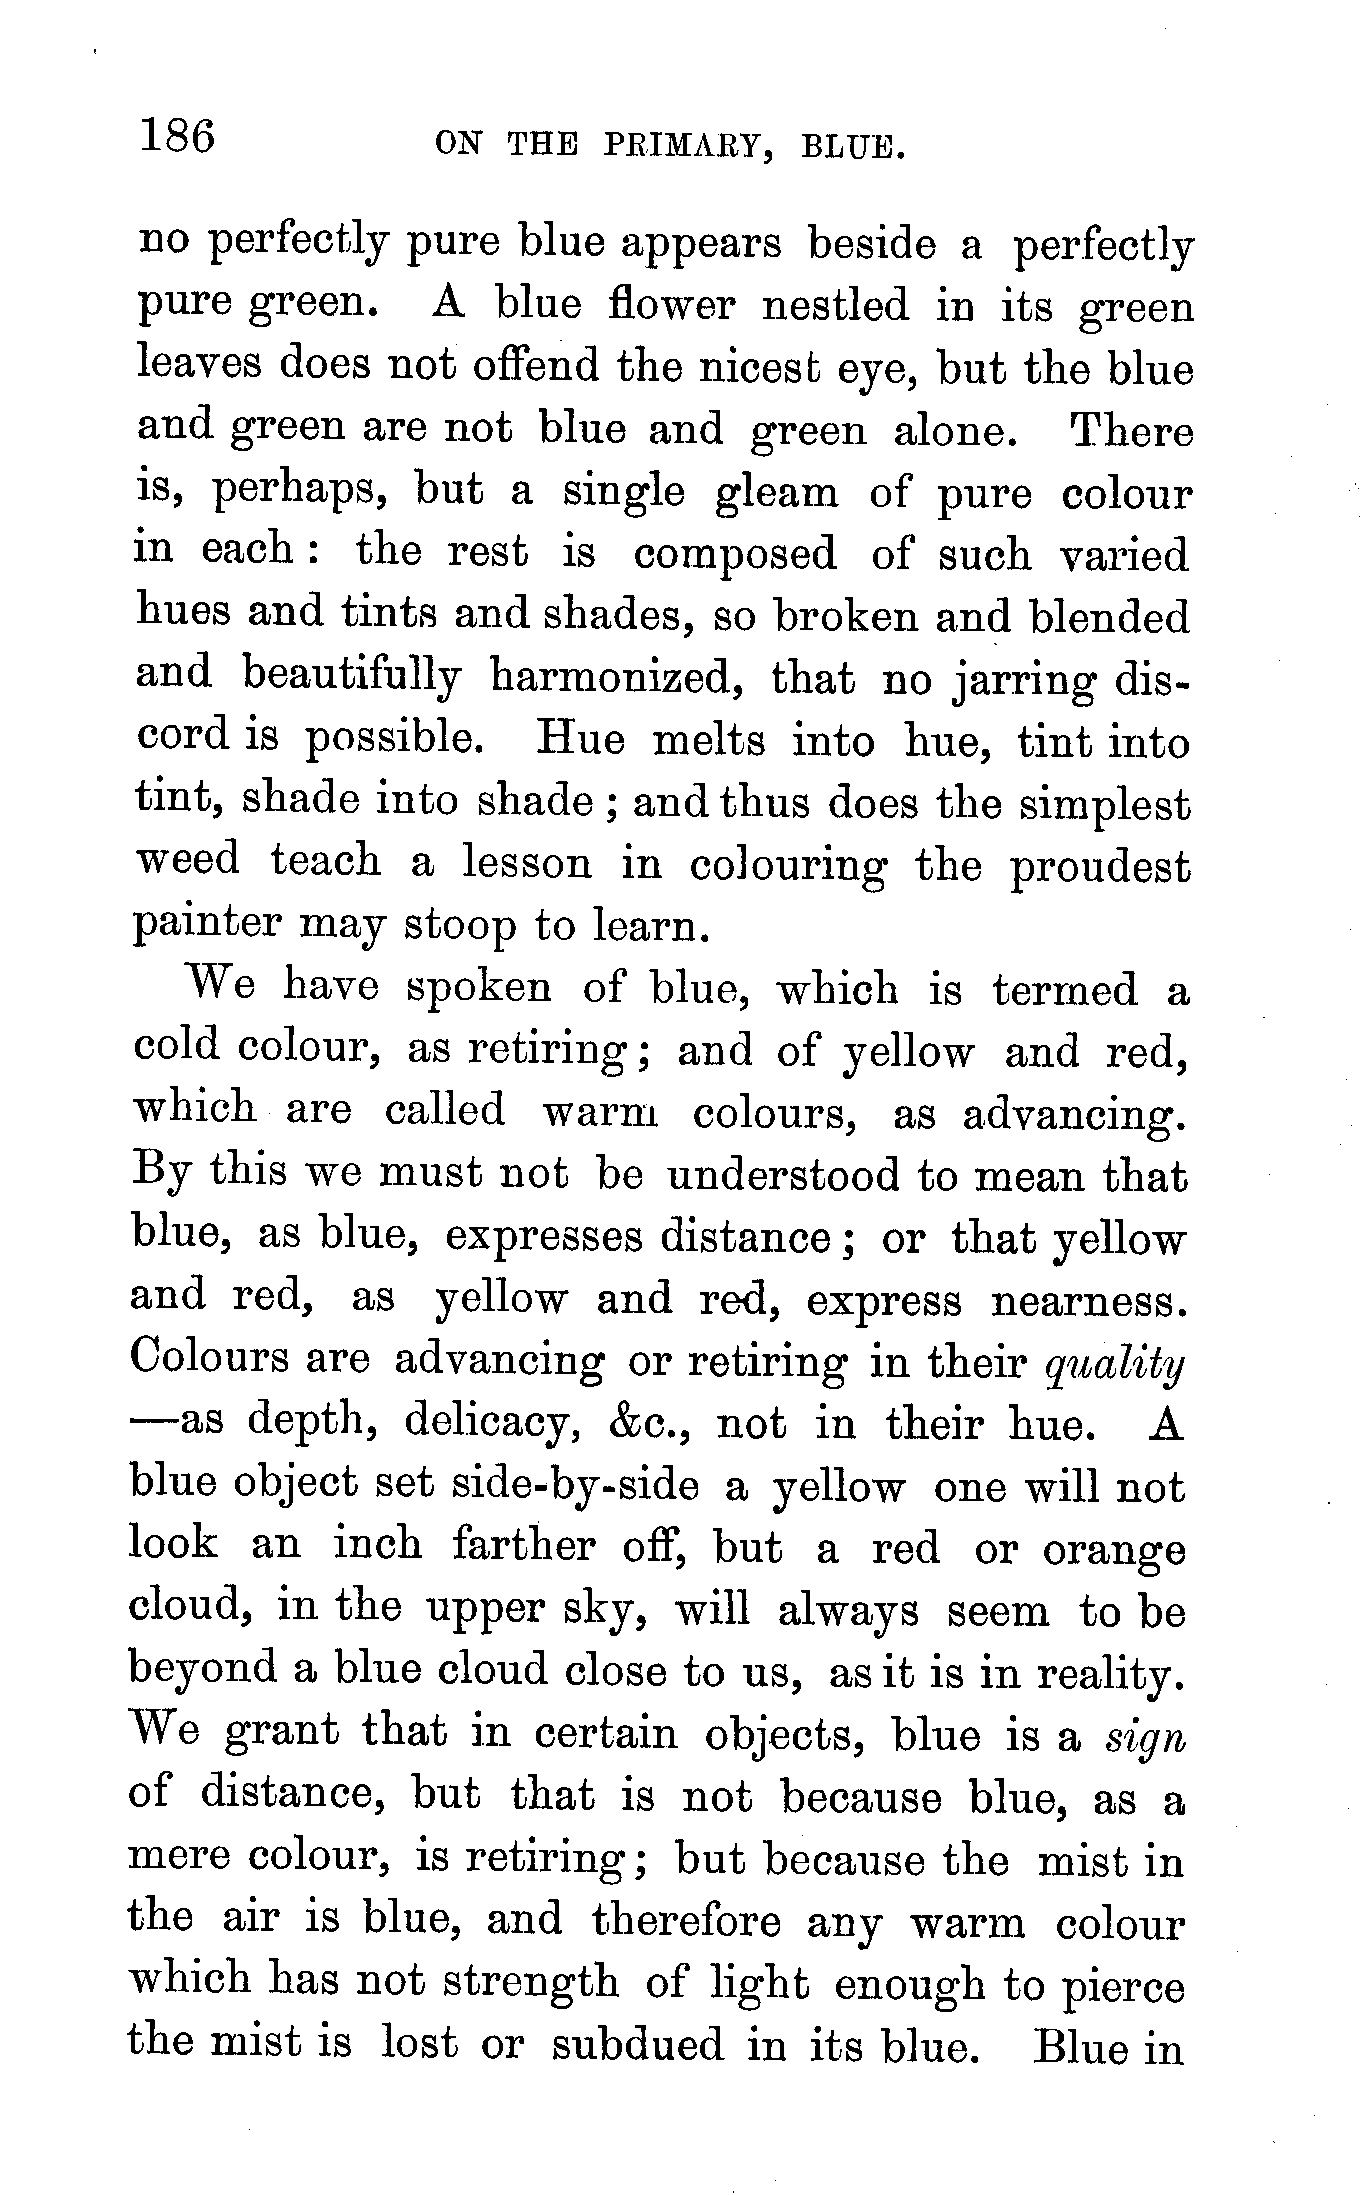 186 ON THE PRIMARY, BLUE.
no perfectly pure blue appears beside a perfectly
pure green. A blue flower nestled in its green
leaves does not offend the nicest eye, but the blue
and green are not blue and green alone. There
is, perhaps, but a single gleam of pure colour
in each : the rest is composed of such varied
hues and tints and shades, so broken and blended
and beautifully harmonized, that no jarring dis-
cord is possible. Hue melts into hue, tint into
tint, shade into shade ; and thus does the simplest
weed teach a lesson in colouring the proudest
painter may stoop to learn.
We have spoken of blue, which is termed a
cold colour, as retiring ; and of yellow and red,
which are called warm colours, as advancing.
By this we must not be understood to mean that
blue, as blue, expresses distance ; or that yellow
and red, as yellow and red, express nearness.
Colours are advancing or retiring in their quality
—as depth, delicacy, &c., not in their hue. A
blue object set side-by-side a yellow one will not
look an inch farther off, but a red or orange
cloud, in the upper sky, will always seem to be
beyond a blue cloud close to us, as it is in reality.
We grant that in certain objects, blue is a sign
of distance, but that is not because blue, as a
mere colour, is retiring ; but because the mist in
the air is blue, and therefore any warm colour
which has not strength of light enough to pierce
the mist is lost or subdued in its blue. Blue in